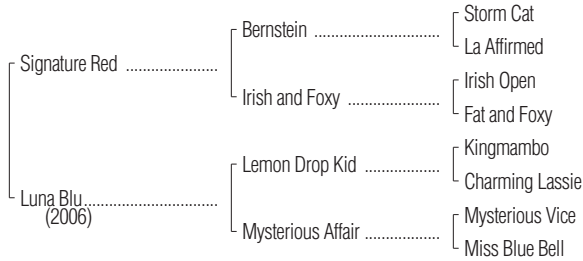 Storm Cat
Bernstein ........................
La Affirmed
Signature Red ........................
Irish Open
Irish and Foxy ........................
Fat and Foxy
Kingmambo
Lemon Drop Kid ...................
Charming Lassie
Luna Blu...................................
(2006)
Mysterious Vice
Mysterious Affair ...................
Miss Blue Bell